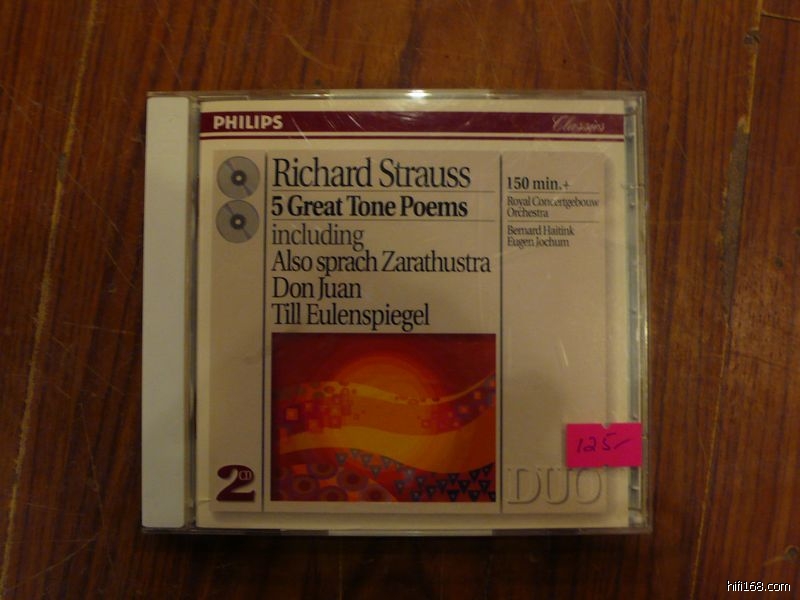 PHILIPS
Classics
Richard Strauss
5 Great Tone Poems
including
Also sprach Zarathustra
Don Juan
Till Eulenspiegel
150 min.+
Royal Concertgebouw
Orchestra
Bernard Haitink
Eugen Jochum
125-
2CD
DUO
hifi168.com